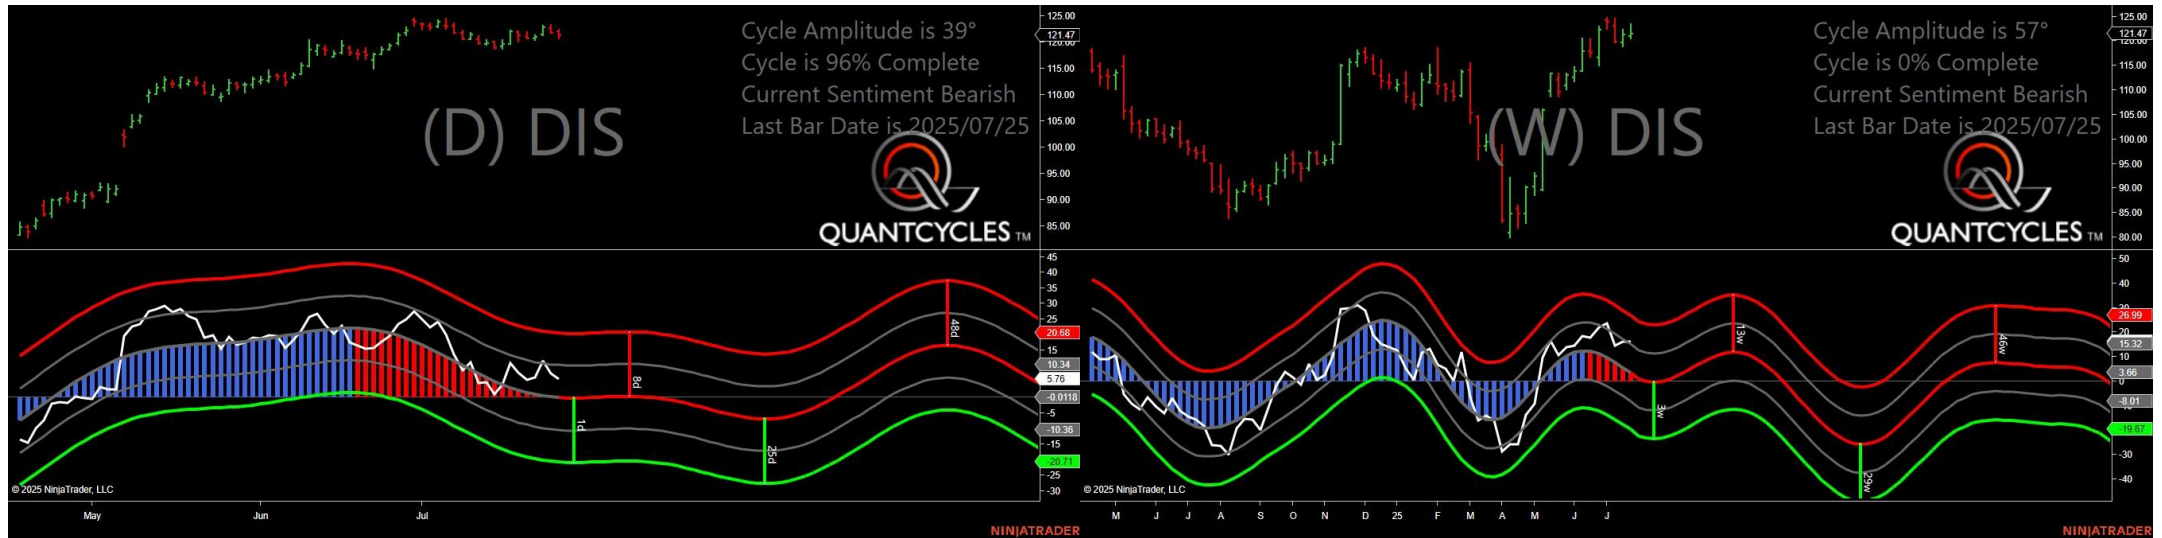 Cycle Amplitude is 39°
Cycle is 96% Complete
Current Sentiment Bearish
Last Bar Date is 2025/07/25
(D) DIS
QUANTCYCLES TM
125.00
121.47
120.00
115.00
110.00
105.00
100.00
95.00
90.00
85.00
45
40
35
30
25
20.68
15
10.34
5.76
-0.0118
-5
-10.36
-15
-20.71
-25
-30
8d
1d
25d
48d
© 2025 NinjaTrader, LLC
May
Jun
Jul
NINJATRADER
Cycle Amplitude is 57°
Cycle is 0% Complete
Current Sentiment Bearish
Last Bar Date is 2025/07/25
(W) DIS
QUANTCYCLES TM
125.00
121.47
120.00
115.00
110.00
105.00
100.00
95.00
90.00
85.00
80.00
50
40
30
26.99
20
15.32
10
3.66
0
-8.01
-19.67
-30
-40
3w
13w
29w
46w
© 2025 NinjaTrader, LLC
M J J A S O N D 25 F M A M J J
NINJATRADER